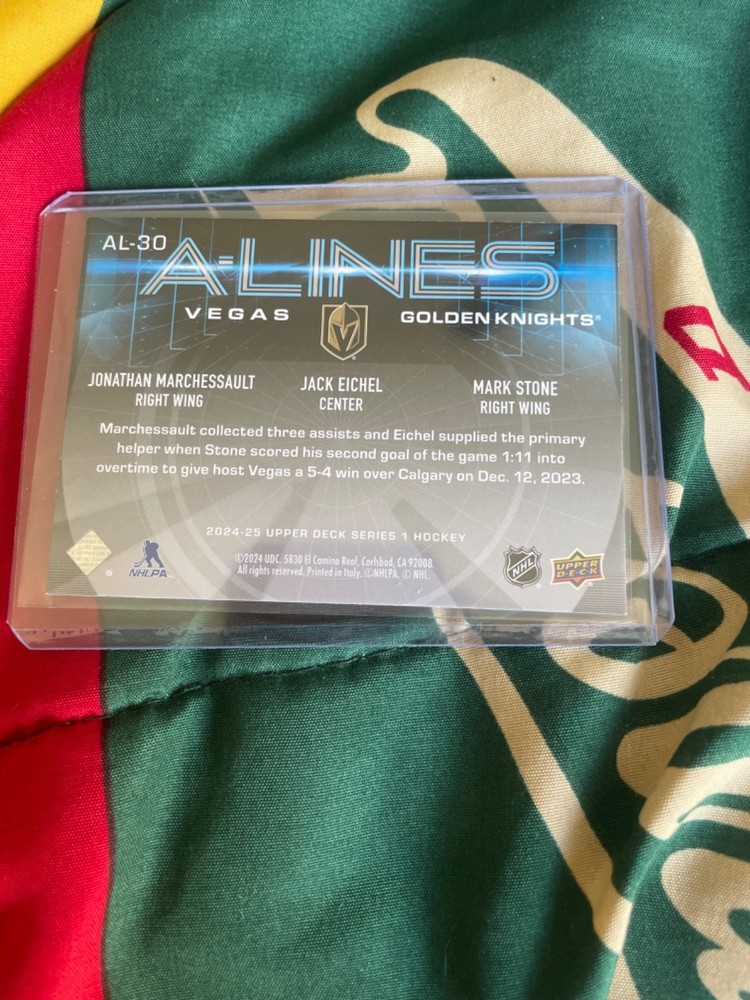 AL-30
A-LINES
VEGAS GOLDEN KNIGHTS®
JONATHAN MARCHESSAULT
RIGHT WING
JACK EICHEL
CENTER
MARK STONE
RIGHT WING
Marchessault collected three assists and Eichel supplied the primary
helper when Stone scored his second goal of the game 1:11 into
overtime to give host Vegas a 5-4 win over Calgary on Dec. 12, 2023.
2024-25 UPPER DECK SERIES 1 HOCKEY
©2024 UDC. 5830 El Camino Real, Carlsbad, CA 92008.
All rights reserved. Printed in Italy. ©NHLPA. © NHL.
NHLPA
NHL
UPPER
DECK